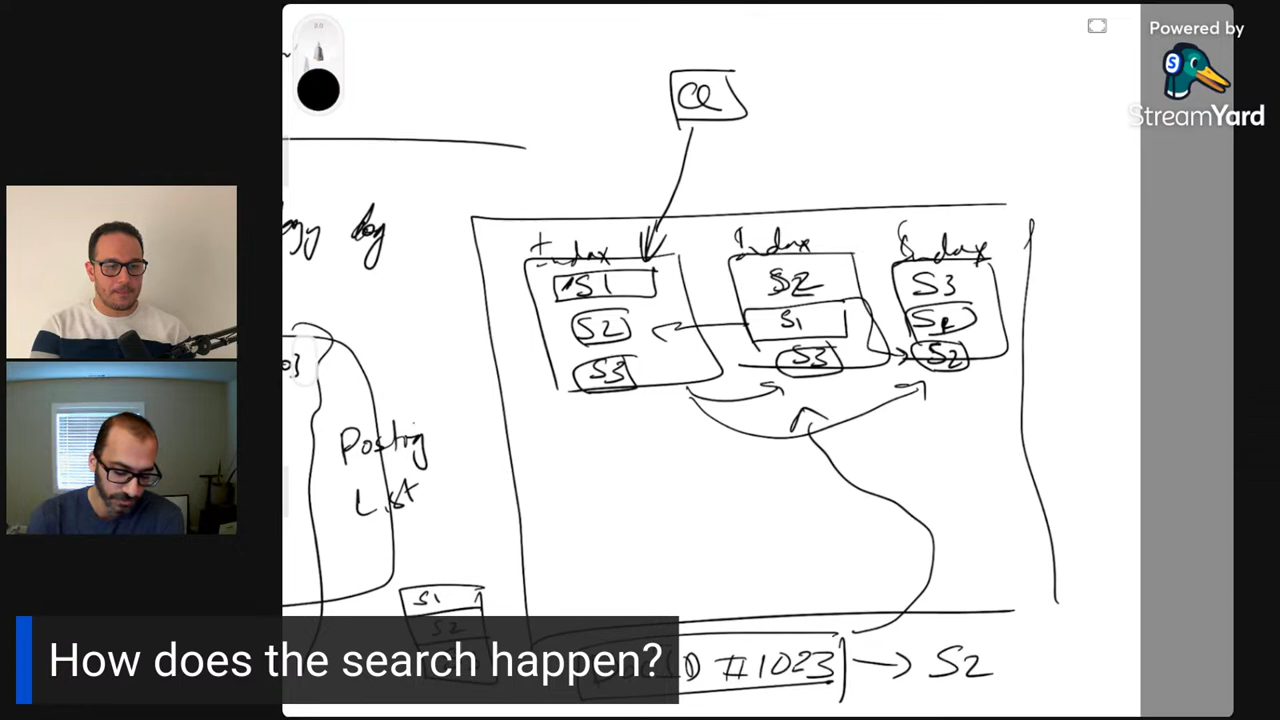 Powered by
StreamYard
Index
Index
Index
S1
S2
S3
S2
S1
S3
S3
S2
Posting
List
S1
S2
D #1023 → S2
How does the search happen?